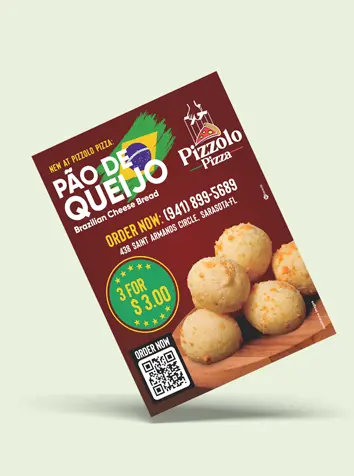 NEW AT PIZZOLO PIZZA:
PÃO DE
QUEIJO
Brazilian Cheese Bread
Pizzolo
Pizza
ORDER NOW: (941) 899-5689
438 SAINT ARMANDS CIRCLE. SARASOTA-FL
3 FOR
$ 3.00
ORDER NOW